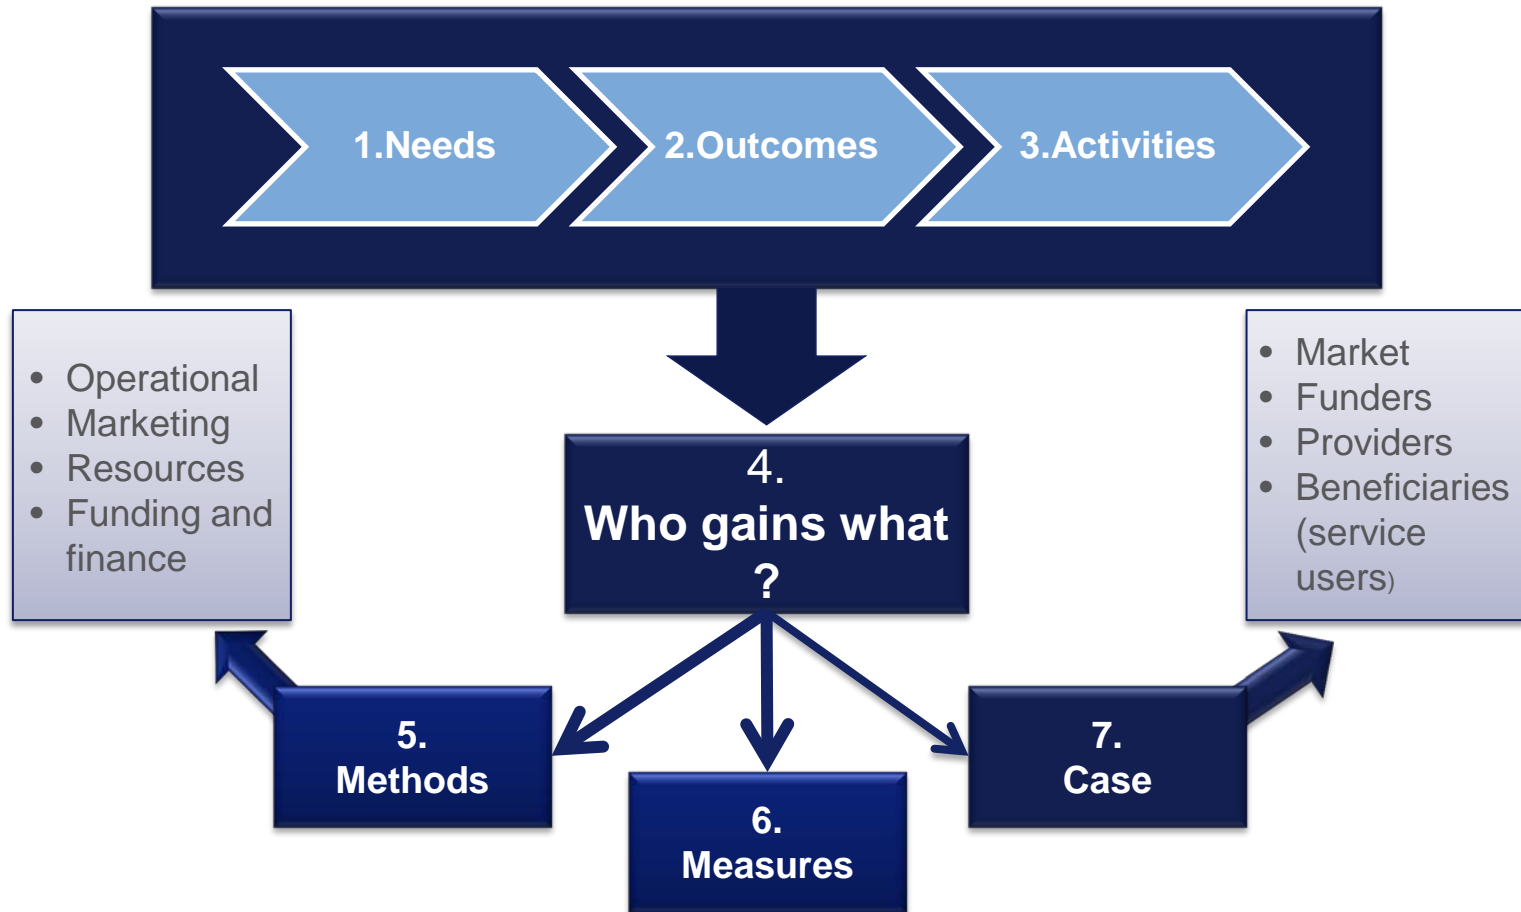 1.Needs
2.Outcomes
3.Activities
• Operational
• Marketing
• Resources
• Funding and
finance
4.
Who gains what
?
• Market
• Funders
• Providers
• Beneficiaries
(service
users)
5.
Methods
6.
Measures
7.
Case